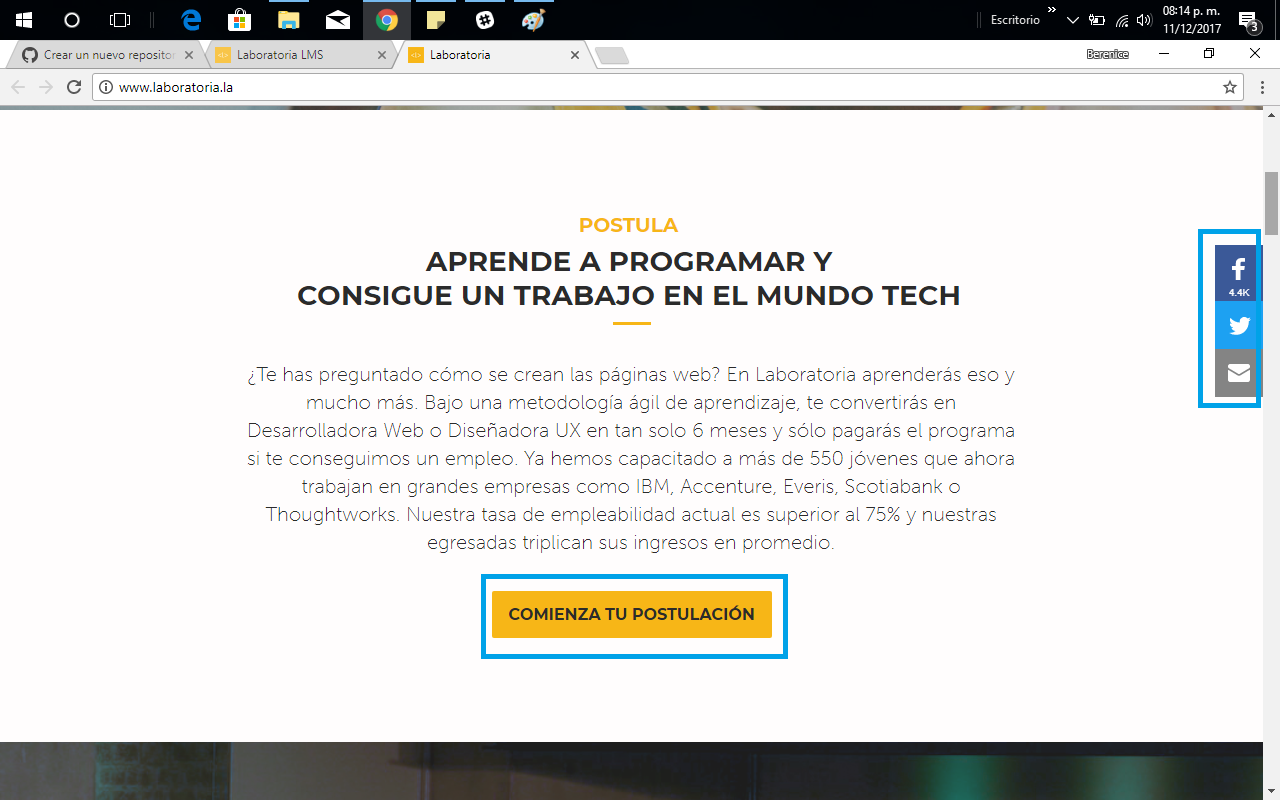 Escritorio
08:14 p. m.
11/12/2017
3
Crear un nuevo repositor
Laboratoria LMS
Laboratoria
Berenice
www.laboratoria.la
POSTULA
APRENDE A PROGRAMAR Y
CONSIGUE UN TRABAJO EN EL MUNDO TECH
4.4K
¿Te has preguntado cómo se crean las páginas web? En Laboratoria aprenderás eso y
mucho más. Bajo una metodología ágil de aprendizaje, te convertirás en
Desarrolladora Web o Diseñadora UX en tan solo 6 meses y sólo pagarás el programa
si te conseguimos un empleo. Ya hemos capacitado a más de 550 jóvenes que ahora
trabajan en grandes empresas como IBM, Accenture, Everis, Scotiabank o
Thoughtworks. Nuestra tasa de empleabilidad actual es superior al 75% y nuestras
egresadas triplican sus ingresos en promedio.
COMIENZA TU POSTULACIÓN